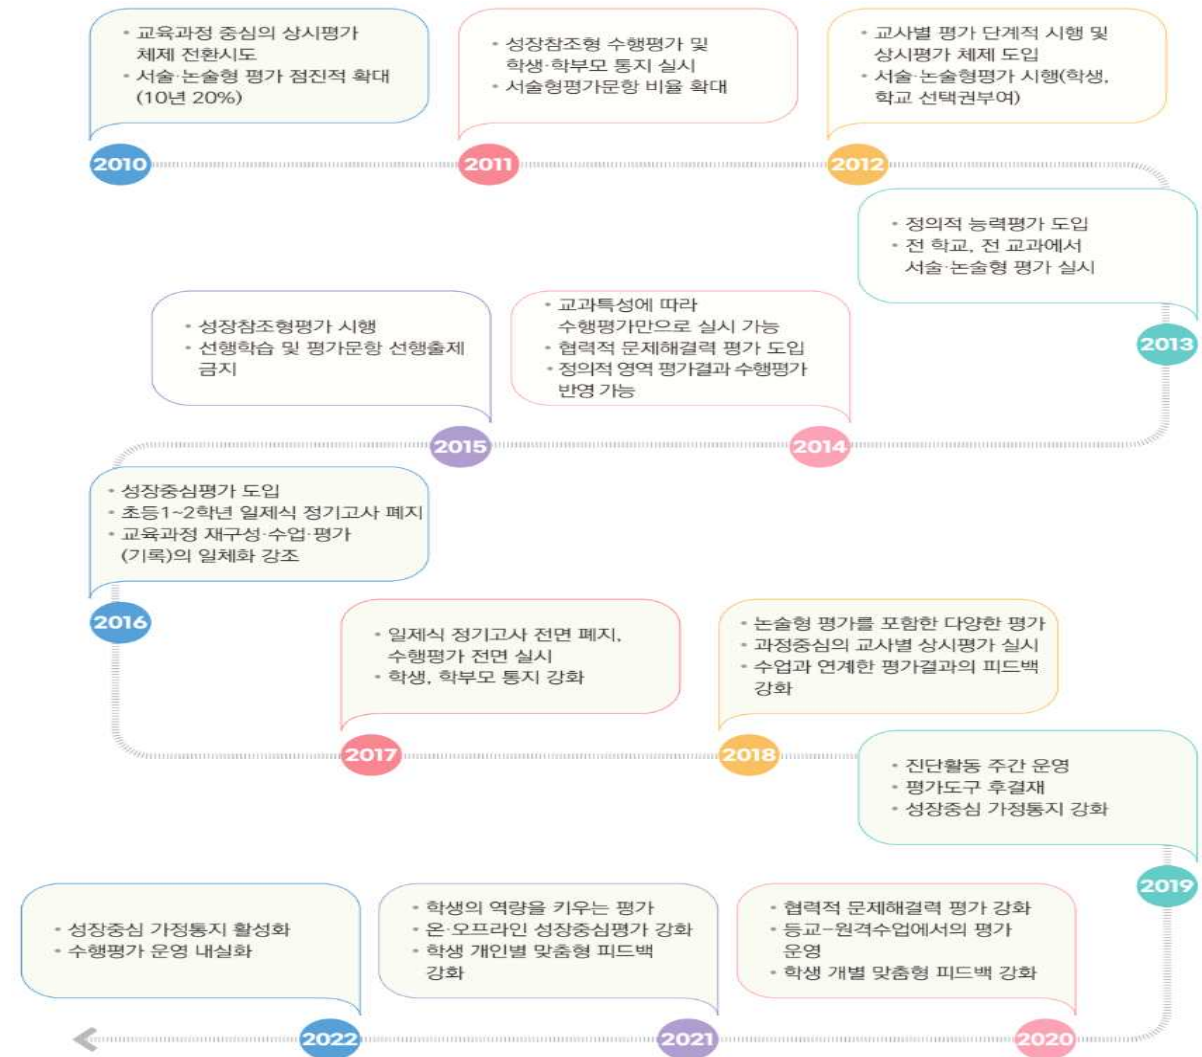 • 교육과정 중심의 상시평가
체제 전환시도
• 서술·논술형 평가 점진적 확대
(10년 20%)
2010
• 성장참조형 수행평가 및
학생·학부모 통지 실시
• 서술형평가문항 비율 확대
2011
• 교사별 평가 단계적 시행 및
상시평가 체제 도입
• 서술·논술형평가 시행(학생,
학교 선택권부여)
2012
• 정의적 능력평가 도입
• 전 학교, 전 교과에서
서술·논술형 평가 실시
2013
• 교과특성에 따라
수행평가만으로 실시 가능
• 협력적 문제해결력 평가 도입
• 정의적 영역 평가결과 수행평가
반영 가능
2014
• 성장참조형평가 시행
• 선행학습 및 평가문항 선행출제
금지
2015
• 성장중심평가 도입
• 초등1~2학년 일제식 정기고사 폐지
• 교육과정 재구성·수업·평가
(기록)의 일체화 강조
2016
• 일제식 정기고사 전면 폐지,
수행평가 전면 실시
• 학생, 학부모 통지 강화
2017
• 논술형 평가를 포함한 다양한 평가
• 과정중심의 교사별 상시평가 실시
• 수업과 연계한 평가결과의 피드백
강화
2018
• 진단활동 주간 운영
• 평가도구 후결재
• 성장중심 가정통지 강화
2019
• 협력적 문제해결력 평가 강화
• 등교-원격수업에서의 평가
운영
• 학생 개별 맞춤형 피드백 강화
2020
• 학생의 역량을 키우는 평가
• 온·오프라인 성장중심평가 강화
• 학생 개인별 맞춤형 피드백
강화
2021
• 성장중심 가정통지 활성화
• 수행평가 운영 내실화
2022